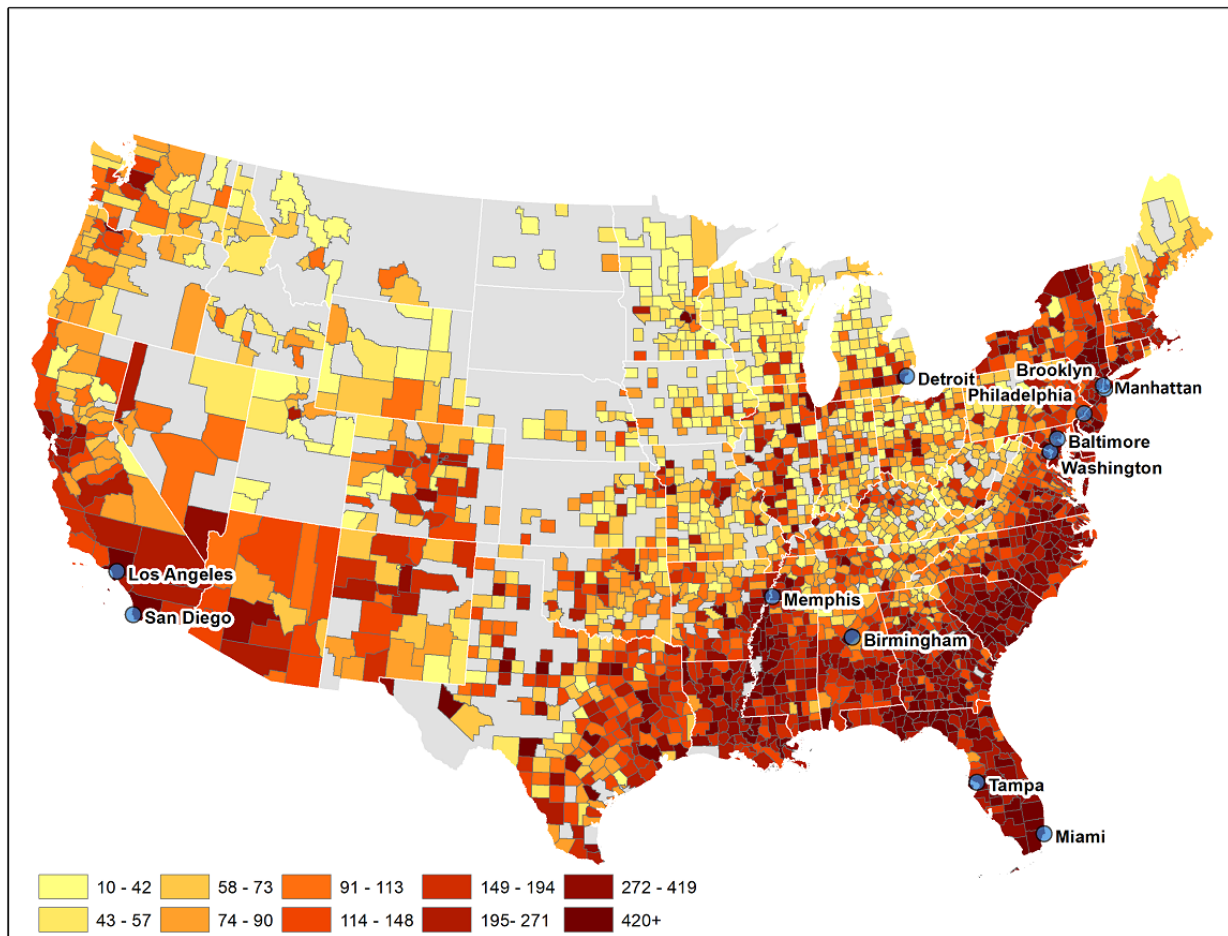 Detroit
Brooklyn
Manhattan
Philadelphia
Baltimore
Washington
Los Angeles
San Diego
Memphis
Birmingham
Tampa
Miami
10 - 42 58 - 73 91 - 113 149 - 194 272 - 419
43 - 57 74 - 90 114 - 148 195- 271 420+